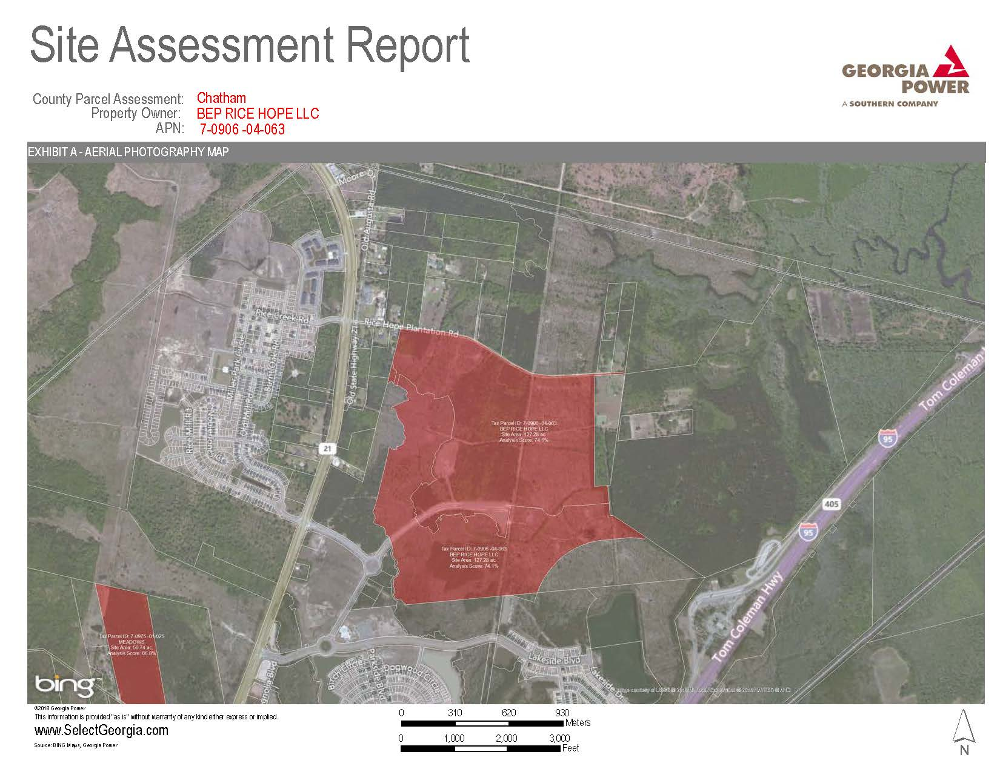 Site Assessment Report
GEORGIA
POWER
A SOUTHERN COMPANY
County Parcel Assessment: Chatham
Property Owner: BEP RICE HOPE LLC
APN: 7-0906 -04-063
EXHIBIT A - AERIAL PHOTOGRAPHY MAP
Moore Dr
Old Augusta Rd
Rice Creek Rd
Rice Hope Plantation Rd
Old State Highway 21
Miller Park Circle
Burnt Oak Rd
Old Mill Rd
Rice Mill Rd
21
Tax Parcel ID: 7-0906 -04-063
BEP RICE HOPE LLC
Site Area: 127.28 ac
Analysis Score: 74.1%
Tom Coleman
95
405
95
Tom Coleman Hwy
Tax Parcel ID: 7-0906 -04-063
BEP RICE HOPE LLC
Site Area: 127.28 ac
Analysis Score: 74.1%
Tax Parcel ID: 7-0975 -01-025
MEADOWS
Site Area: 56.74 ac
Analysis Score: 66.8%
Birch Circle
Parkside Blvd
Dogwood Circle
Lakeside Blvd
Lakeside Dr
gnolia Blvd
bing
©2016 Georgia Power
This information is provided "as is" without warranty of any kind either express or implied.
www.SelectGeorgia.com
Source: BING Maps, Georgia Power
0 310 620 930
Meters
0 1,000 2,000 3,000
Feet
N